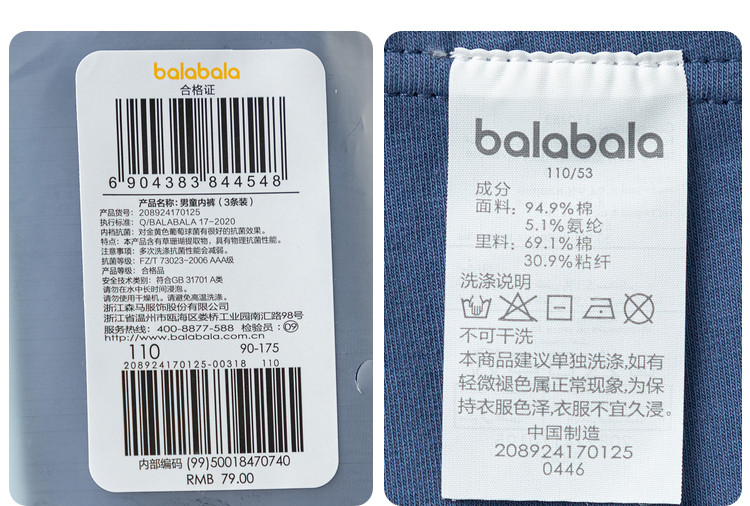 balabala
合格证
6 904383 844548
产品名称: 男童内裤（3条装）
产品货号: 208924170125
执行标准: Q/BALABALA 17-2020
内裆抗菌: 对金黄色葡萄球菌有很好的抗菌效果。
特点: 本产品含有草珊瑚提取物，具有物理抗菌性能。
注意事项: 多次洗涤抗菌性能会减弱。
抗菌等级: FZ/T 73023-2006 AAA级
产品等级: 合格品
安全技术类别: 符合GB 31701 A类
请勿在水中长时间浸泡。
请勿使用干燥机。请避免高温洗涤。
浙江森马服饰股份有限公司
浙江省温州市瓯海区娄桥工业园南汇路98号
服务热线: 400-8877-588 检验员: 09
http://www.balabala.com.cn
110 90-175
208924170125-00318 110
内部编码 (99)50018470740
RMB 79.00
balabala
110/53
成分
面料: 94.9%棉
5.1%氨纶
里料: 69.1%棉
30.9%粘纤
洗涤说明
不可干洗
本商品建议单独洗涤,如有
轻微褪色属正常现象,为保
持衣服色泽,衣服不宜久浸。
中国制造
208924170125
0446